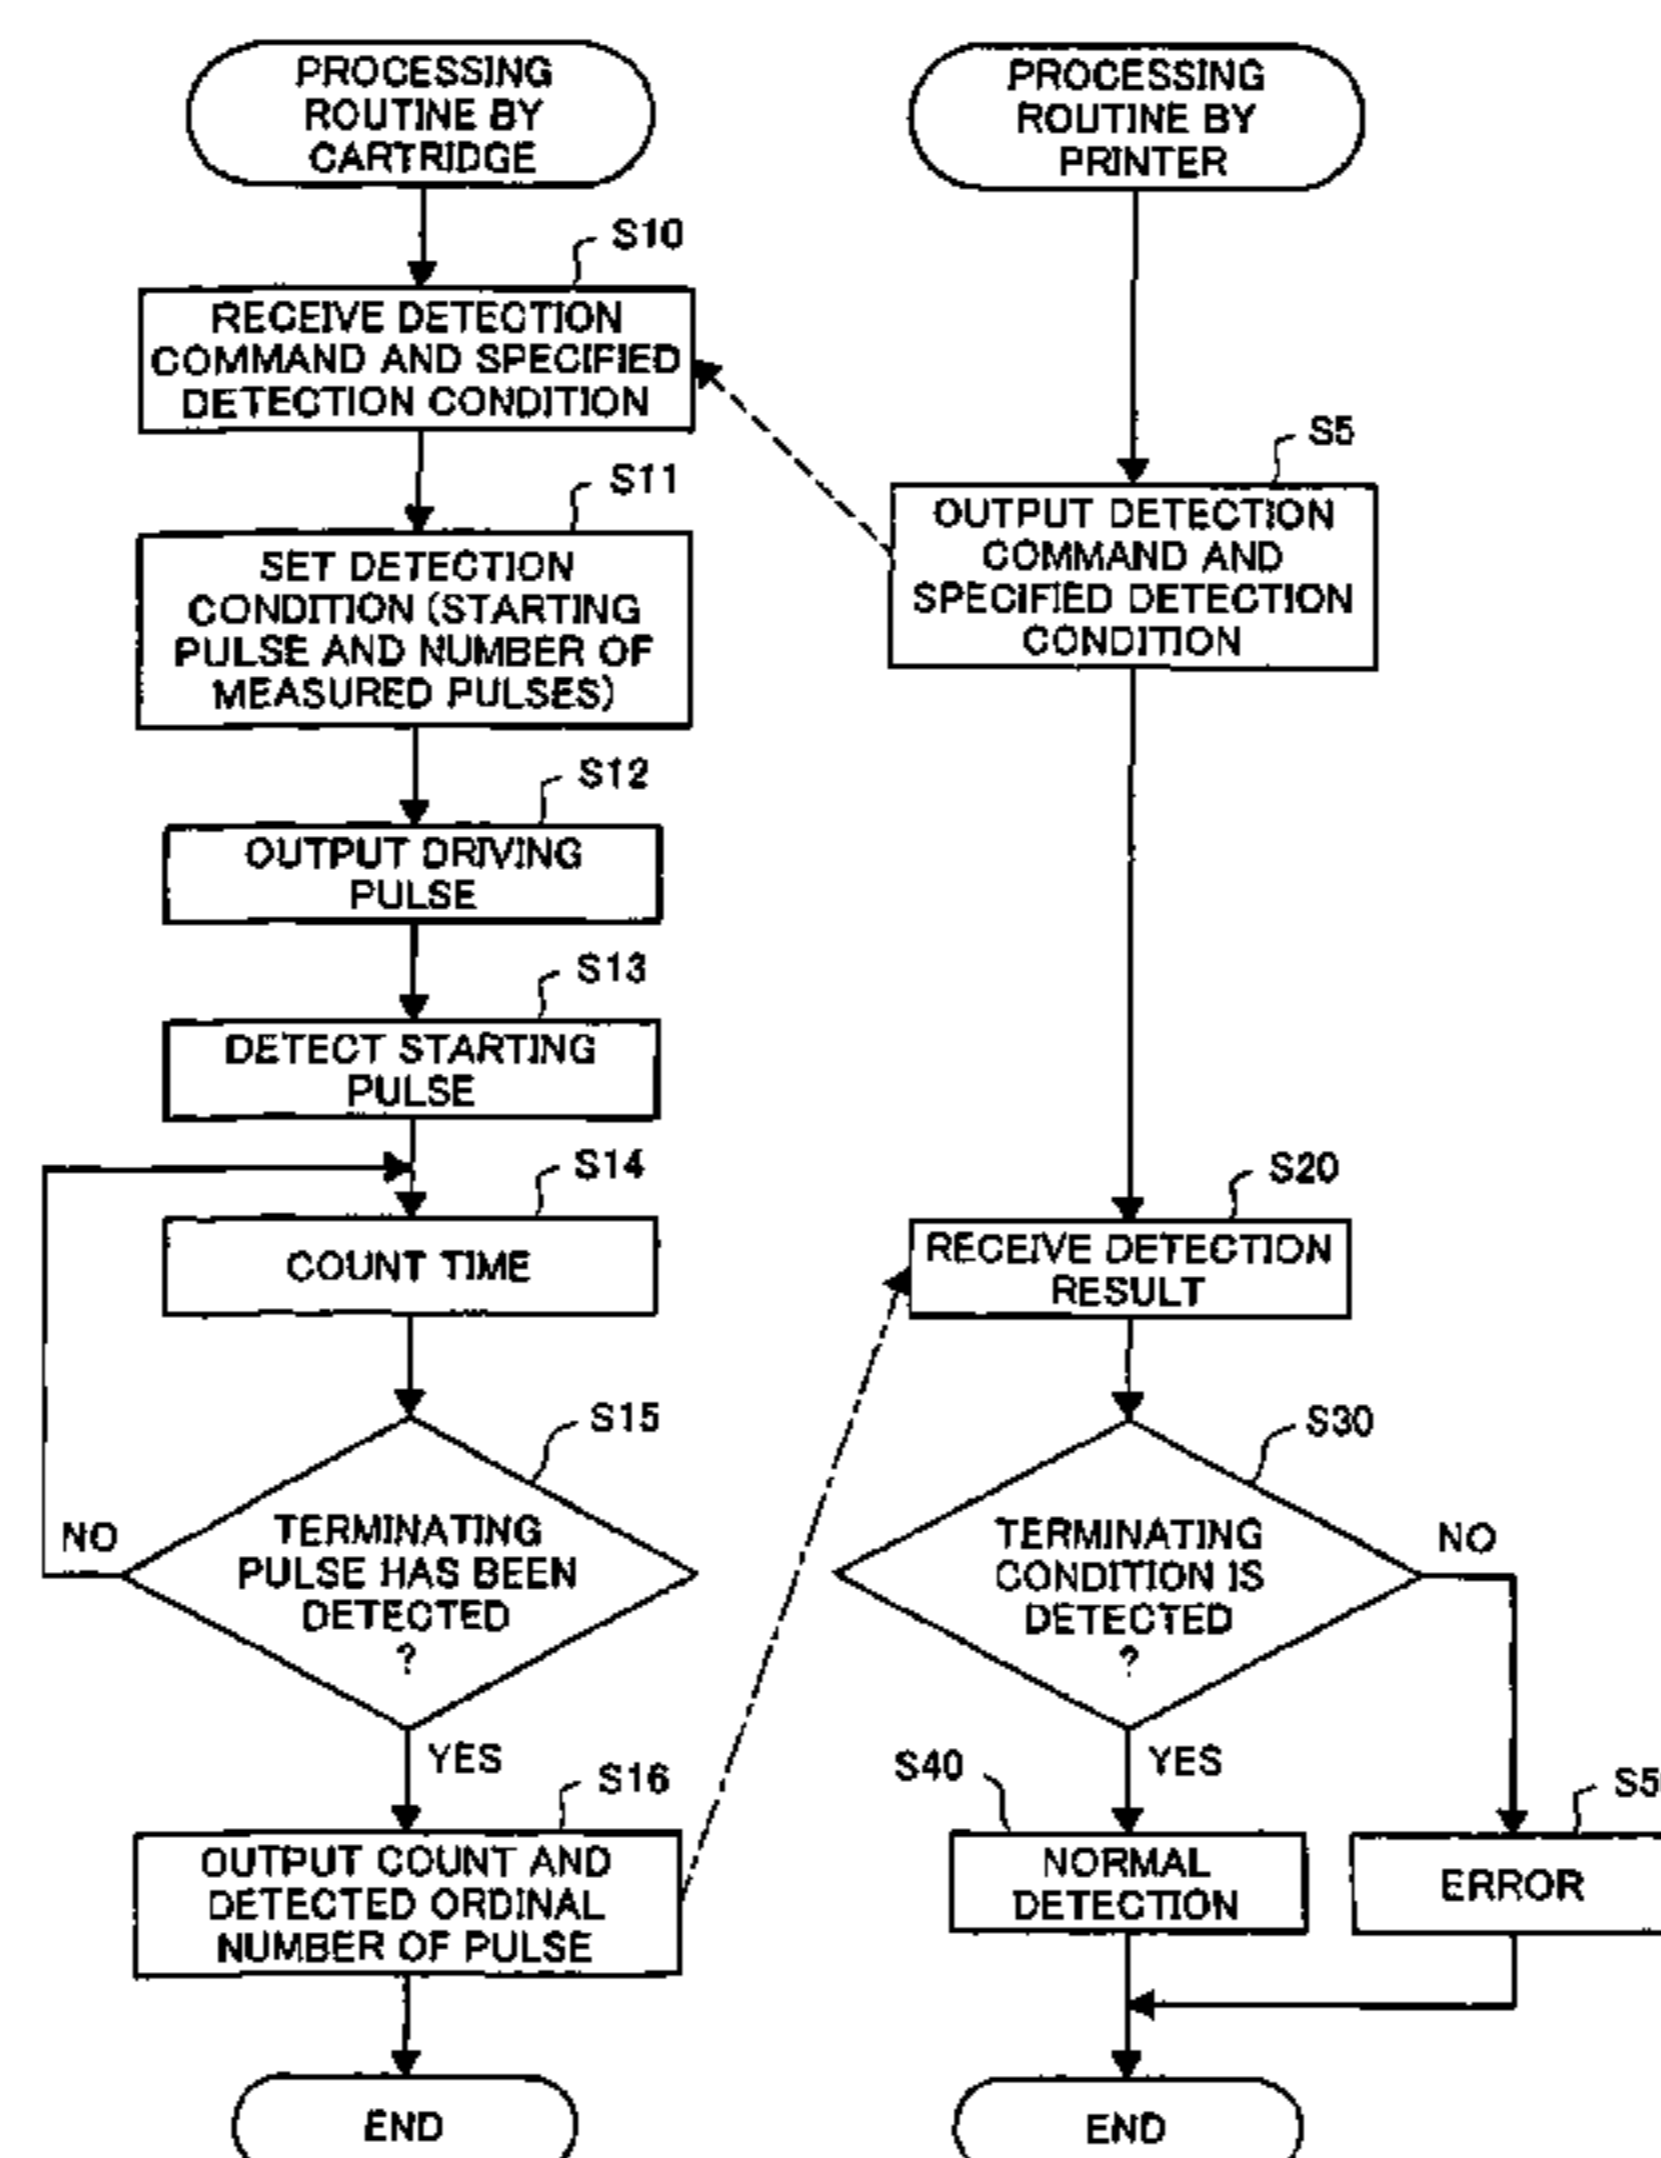 PROCESSING
ROUTINE BY
CARTRIDGE
S10
RECEIVE DETECTION
COMMAND AND SPECIFIED
DETECTION CONDITION
S11
SET DETECTION
CONDITION (STARTING
PULSE AND NUMBER OF
MEASURED PULSES)
S12
OUTPUT DRIVING
PULSE
S13
DETECT STARTING
PULSE
S14
COUNT TIME
S15
TERMINATING
PULSE HAS BEEN
DETECTED
?
NO
YES
S16
OUTPUT COUNT AND
DETECTED ORDINAL
NUMBER OF PULSE
END
PROCESSING
ROUTINE BY
PRINTER
S5
OUTPUT DETECTION
COMMAND AND
SPECIFIED DETECTION
CONDITION
S20
RECEIVE DETECTION
RESULT
S30
TERMINATING
CONDITION IS
DETECTED
?
NO
YES
S40
NORMAL
DETECTION
ERROR
END